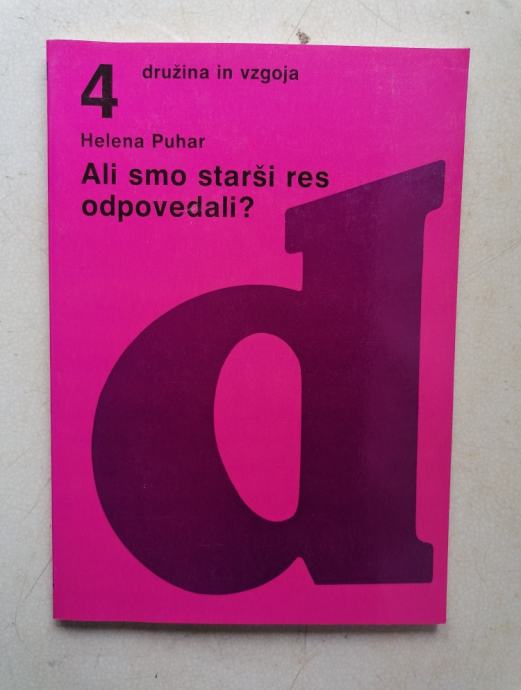 4
družina in vzgoja
Helena Puhar
Ali smo starši res
odpovedali?
d